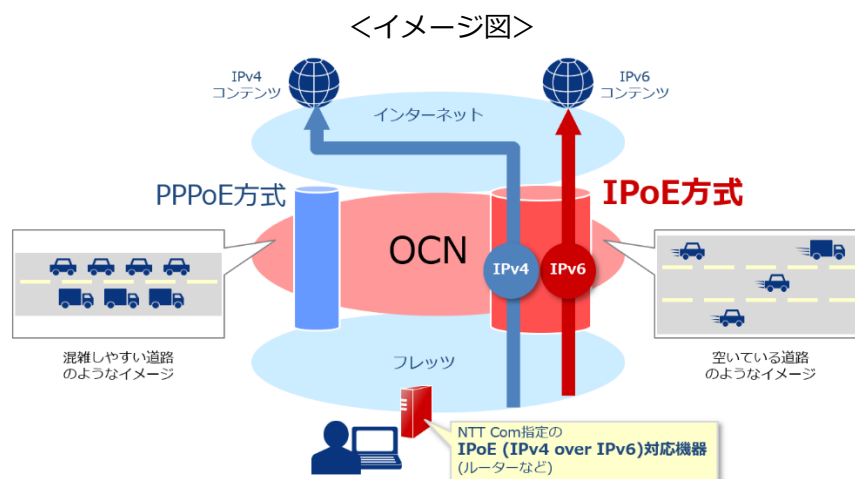 ＜イメージ図＞
IPv4
コンテンツ
IPv6
コンテンツ
インターネット
PPPoE方式
IPoE方式
OCN
IPv4
IPv6
混雑しやすい道路
のようなイメージ
空いている道路
のようなイメージ
フレッツ
NTT Com指定の
IPoE (IPv4 over IPv6)対応機器
(ルーターなど)